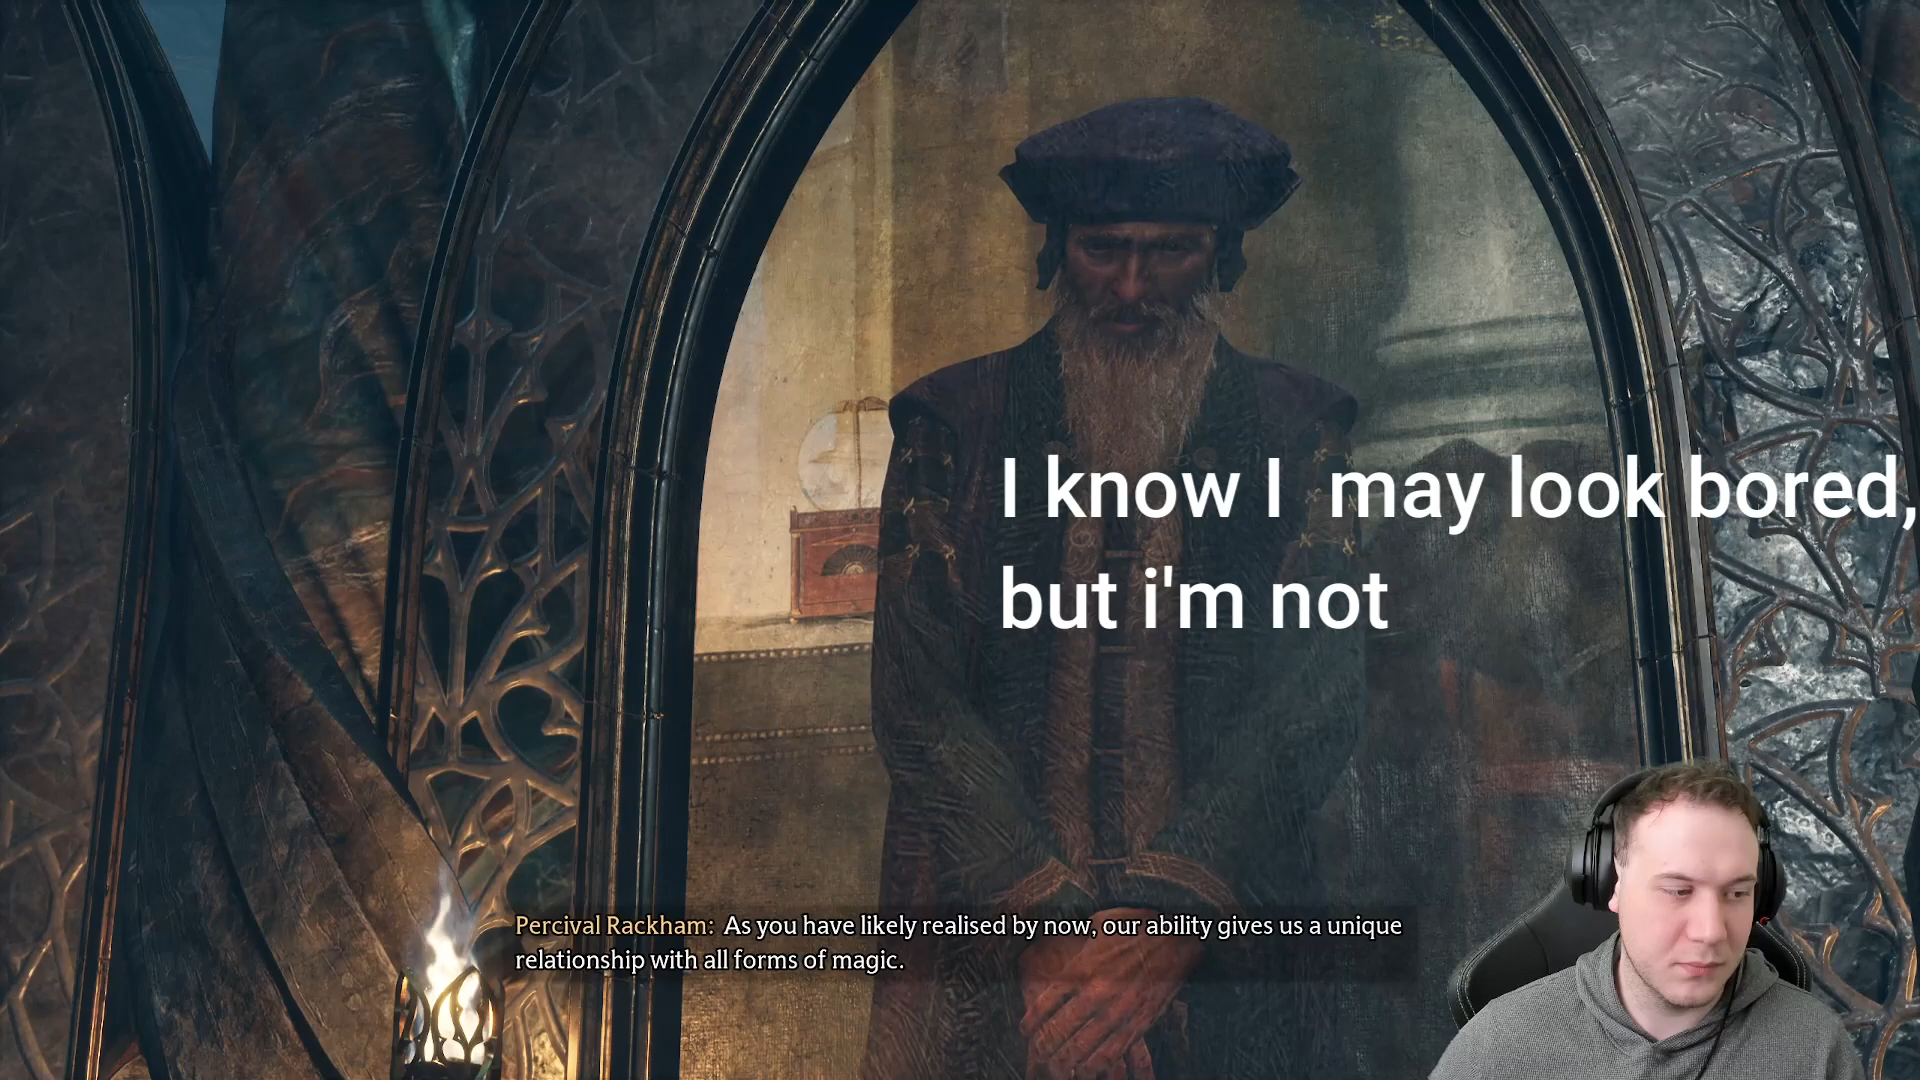 I know I  may look bored,
but i'm not
Percival Rackham: As you have likely realised by now, our ability gives us a unique
relationship with all forms of magic.